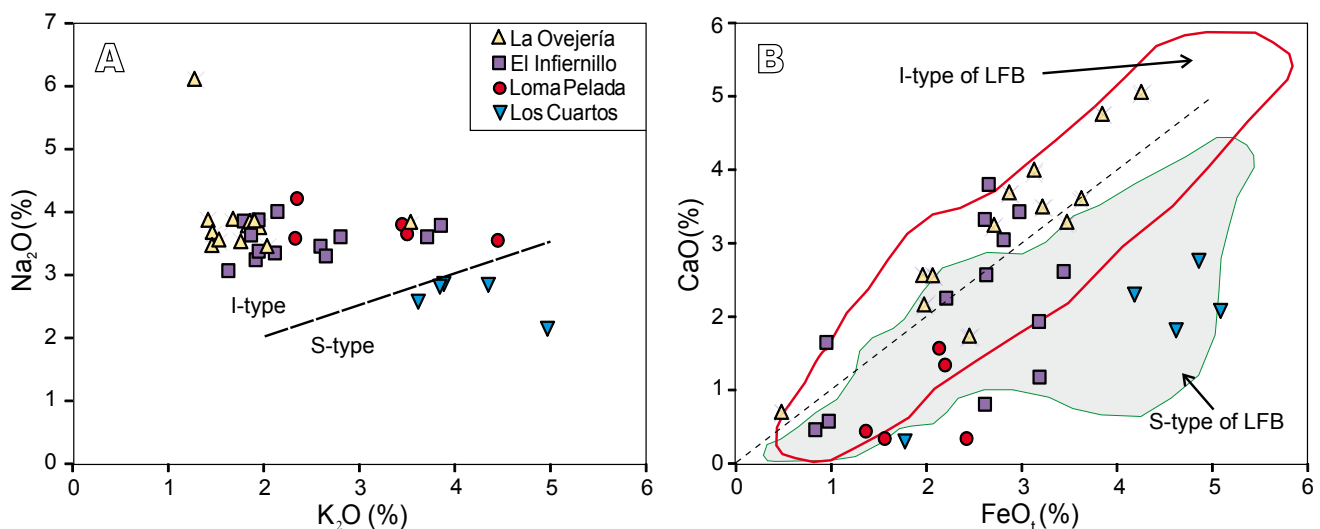 A
La Ovejería
El Infiernillo
Loma Pelada
Los Cuartos
I-type
S-type
7
6
5
4
3
2
1
0
Na₂O (%)
0 1 2 3 4 5 6
K₂O (%)
B
I-type of LFB
S-type of LFB
6
5
4
3
2
1
0
CaO (%)
0 1 2 3 4 5 6
FeOₜ (%)